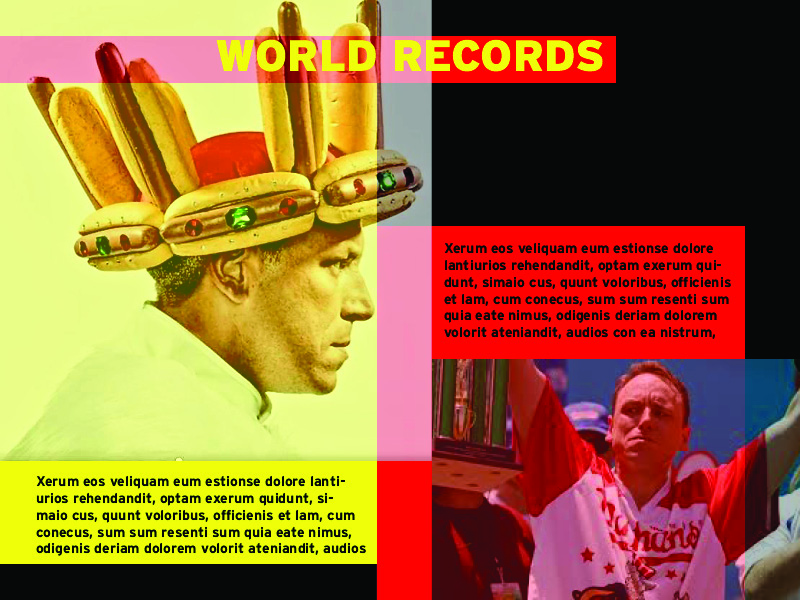 WORLD RECORDS
Xerum eos veliquam eum estionse dolore
lantiurios rehendandit, optam exerum qui-
dunt, simaio cus, quunt voloribus, officienis
et lam, cum conecus, sum sum resenti sum
quia eate nimus, odigenis deriam dolorem
volorit ateniandit, audios con ea nistrum,
Xerum eos veliquam eum estionse dolore lanti-
urios rehendandit, optam exerum quidunt, si-
maio cus, quunt voloribus, officienis et lam, cum
conecus, sum sum resenti sum quia eate nimus,
odigenis deriam dolorem volorit ateniandit, audios